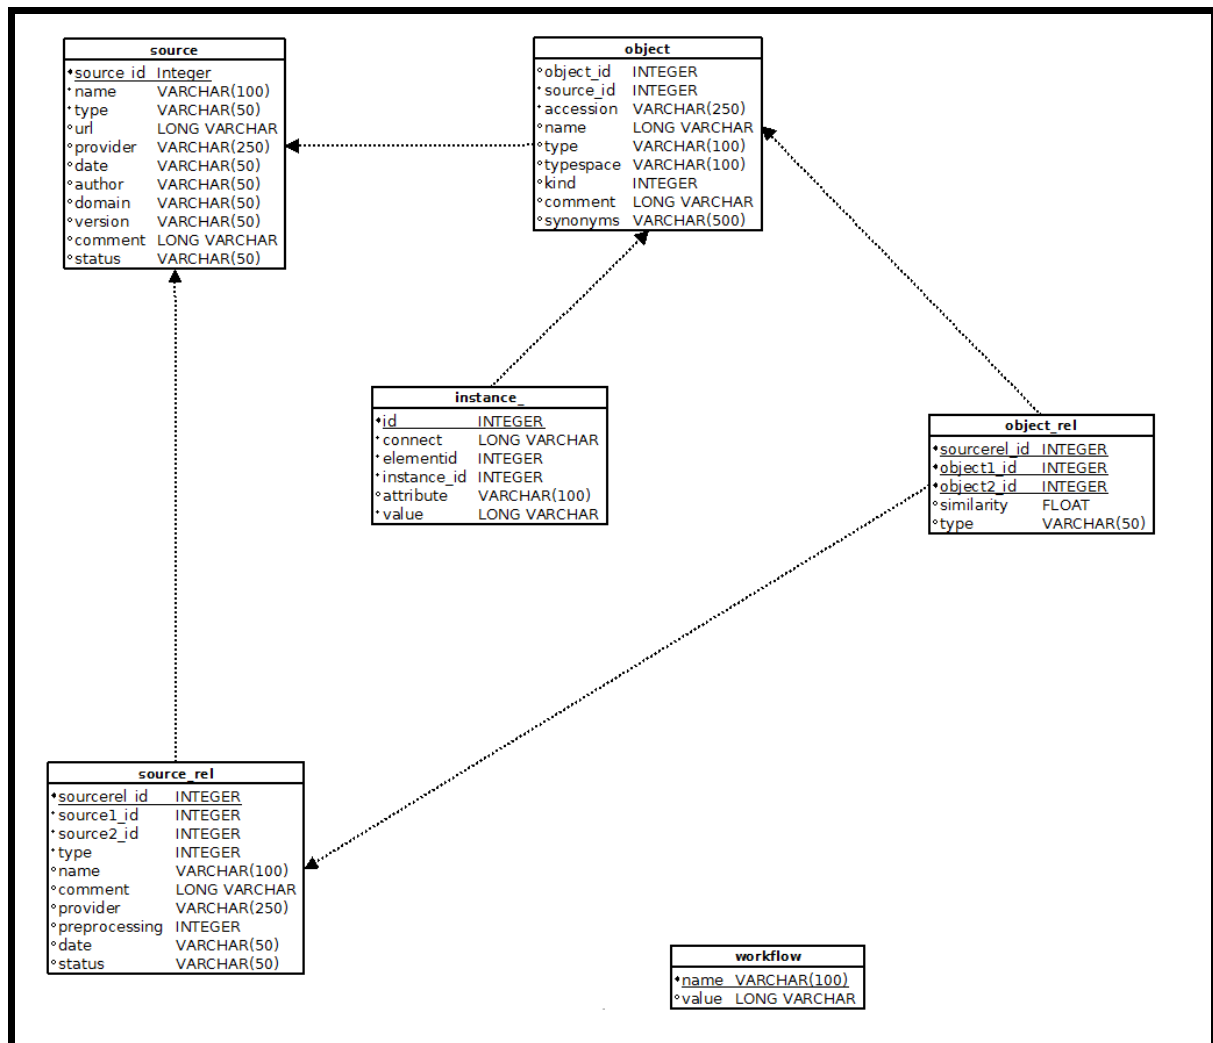 source
source_id Integer
name VARCHAR(100)
type VARCHAR(50)
url LONG VARCHAR
provider VARCHAR(250)
date VARCHAR(50)
author VARCHAR(50)
domain VARCHAR(50)
version VARCHAR(50)
comment LONG VARCHAR
status VARCHAR(50)
object
object_id INTEGER
source_id INTEGER
accession VARCHAR(250)
name LONG VARCHAR
type VARCHAR(100)
typespace VARCHAR(100)
kind INTEGER
comment LONG VARCHAR
synonyms VARCHAR(500)
instance_
id INTEGER
connect LONG VARCHAR
elementid INTEGER
instance_id INTEGER
attribute VARCHAR(100)
value LONG VARCHAR
object_rel
sourcerel_id INTEGER
object1_id INTEGER
object2_id INTEGER
similarity FLOAT
type VARCHAR(50)
source_rel
sourcerel_id INTEGER
source1_id INTEGER
source2_id INTEGER
type INTEGER
name VARCHAR(100)
comment LONG VARCHAR
provider VARCHAR(250)
preprocessing INTEGER
date VARCHAR(50)
status VARCHAR(50)
workflow
name VARCHAR(100)
value LONG VARCHAR